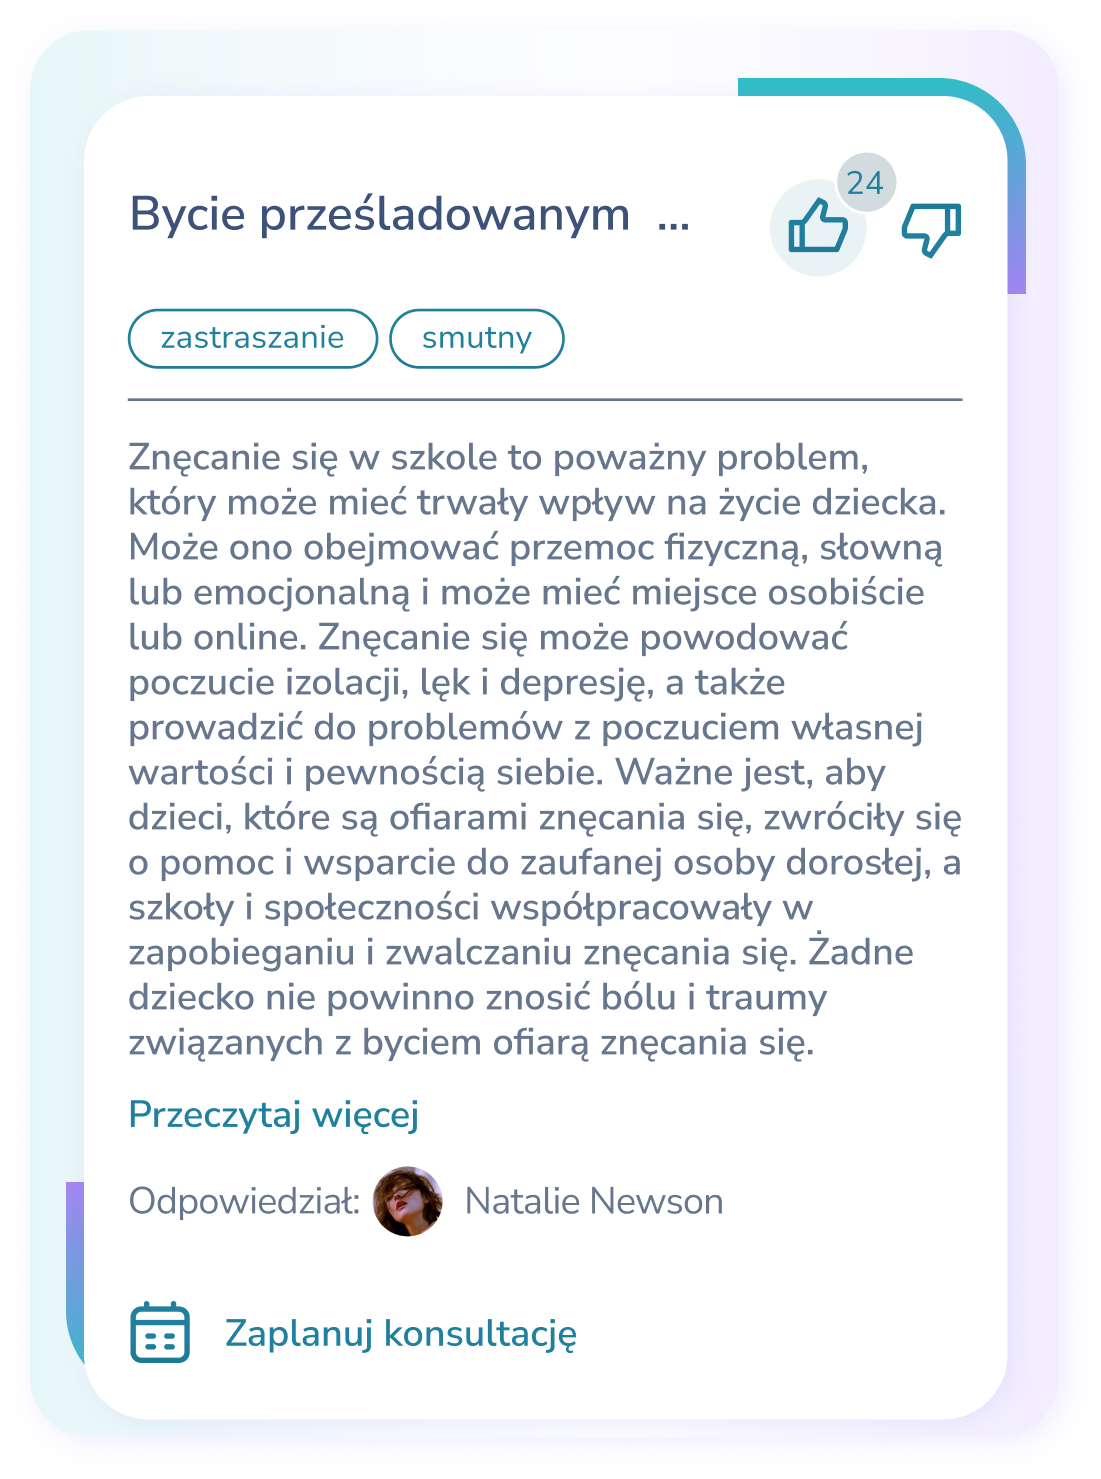 Bycie prześladowanym ...
24
zastraszanie
smutny
Znęcanie się w szkole to poważny problem,
który może mieć trwały wpływ na życie dziecka.
Może ono obejmować przemoc fizyczną, słowną
lub emocjonalną i może mieć miejsce osobiście
lub online. Znęcanie się może powodować
poczucie izolacji, lęk i depresję, a także
prowadzić do problemów z poczuciem własnej
wartości i pewnością siebie. Ważne jest, aby
dzieci, które są ofiarami znęcania się, zwróciły się
o pomoc i wsparcie do zaufanej osoby dorosłej, a
szkoły i społeczności współpracowały w
zapobieganiu i zwalczaniu znęcania się. Żadne
dziecko nie powinno znosić bólu i traumy
związanych z byciem ofiarą znęcania się.
Przeczytaj więcej
Odpowiedział: Natalie Newson
Zaplanuj konsultację